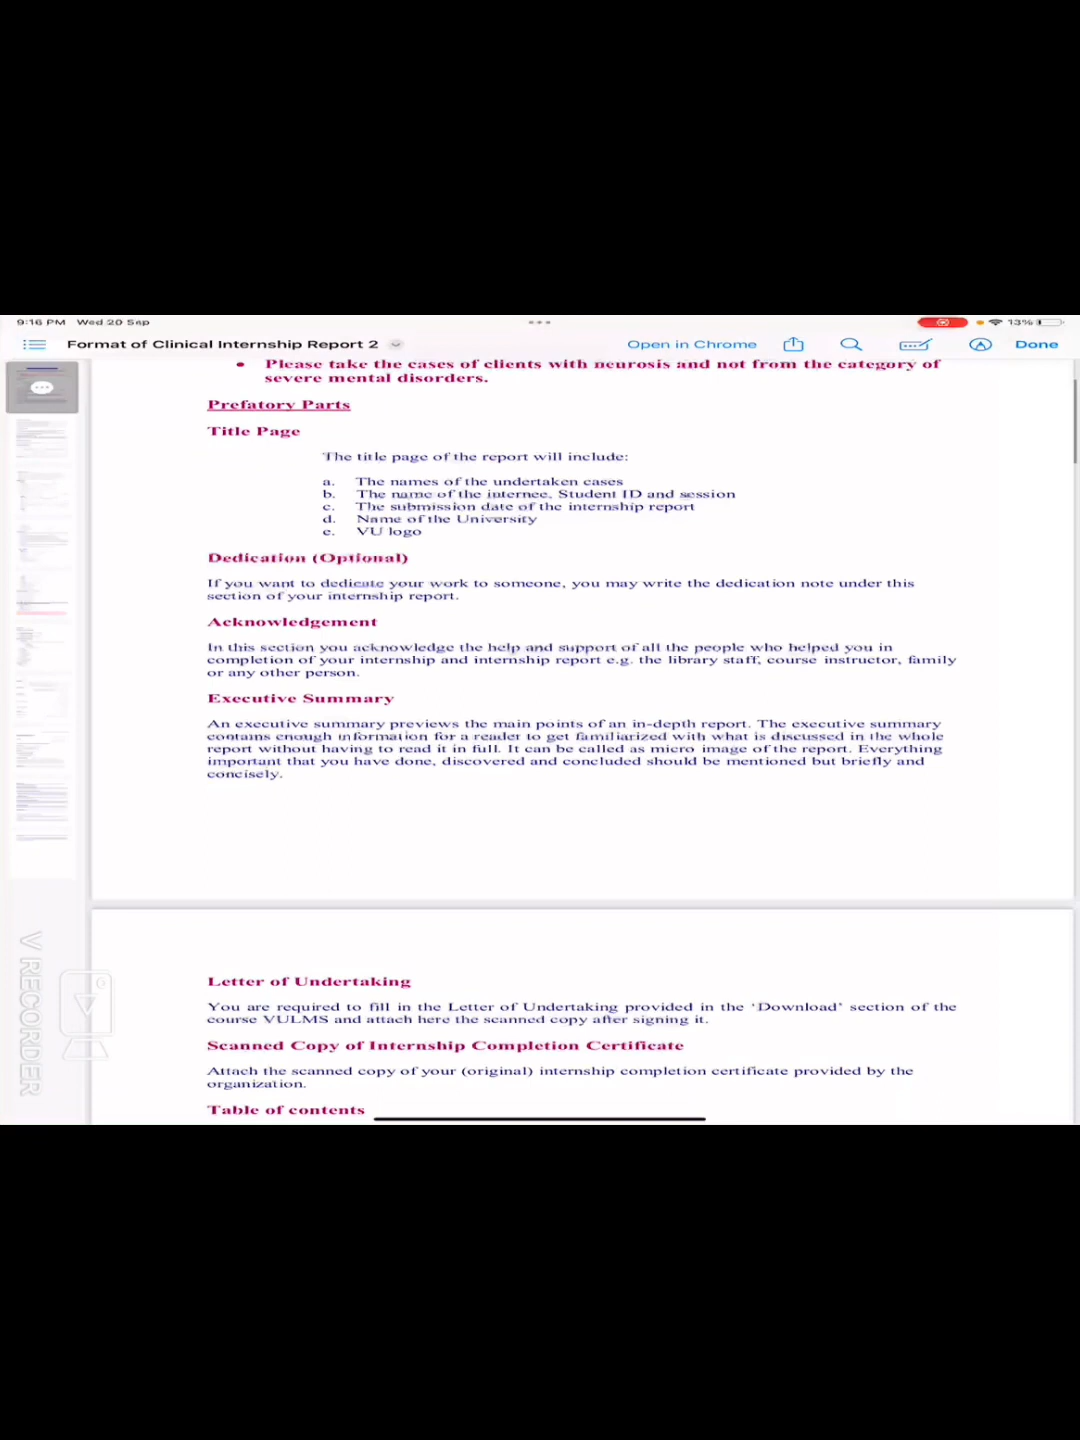 9:16 PM Wed 20 Sep
13%
Format of Clinical Internship Report 2
Open in Chrome
Done
• Please take the cases of clients with neurosis and not from the category of
severe mental disorders.
Prefatory Parts
Title Page
The title page of the report will include:
a. The names of the undertaken cases
b. The name of the internee, Student ID and session
c. The submission date of the internship report
d. Name of the University
e. VU logo
Dedication (Optional)
If you want to dedicate your work to someone, you may write the dedication note under this
section of your internship report.
Acknowledgement
In this section you acknowledge the help and support of all the people who helped you in
completion of your internship and internship report e.g. the library staff, course instructor, family
or any other person.
Executive Summary
An executive summary previews the main points of an in-depth report. The executive summary
contains enough information for a reader to get familiarized with what is discussed in the whole
report without having to read it in full. It can be called as micro image of the report. Everything
important that you have done, discovered and concluded should be mentioned but briefly and
concisely.
Letter of Undertaking
You are required to fill in the Letter of Undertaking provided in the ‘Download’ section of the
course VULMS and attach here the scanned copy after signing it.
Scanned Copy of Internship Completion Certificate
Attach the scanned copy of your (original) internship completion certificate provided by the
organization.
Table of contents
V RECORDER